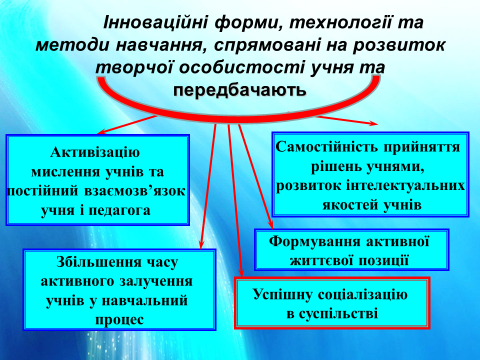 Інноваційні форми, технології та
методи навчання, спрямовані на розвиток
творчої особистості учня та
передбачають
Активізацію
мислення учнів та
постійний взаємозв’язок
учня і педагога
Самостійність прийняття
рішень учнями,
розвиток інтелектуальних
якостей учнів
Збільшення часу
активного залучення
учнів у навчальний
процес
Формування активної
життєвої позиції
Успішну соціалізацію
в суспільстві